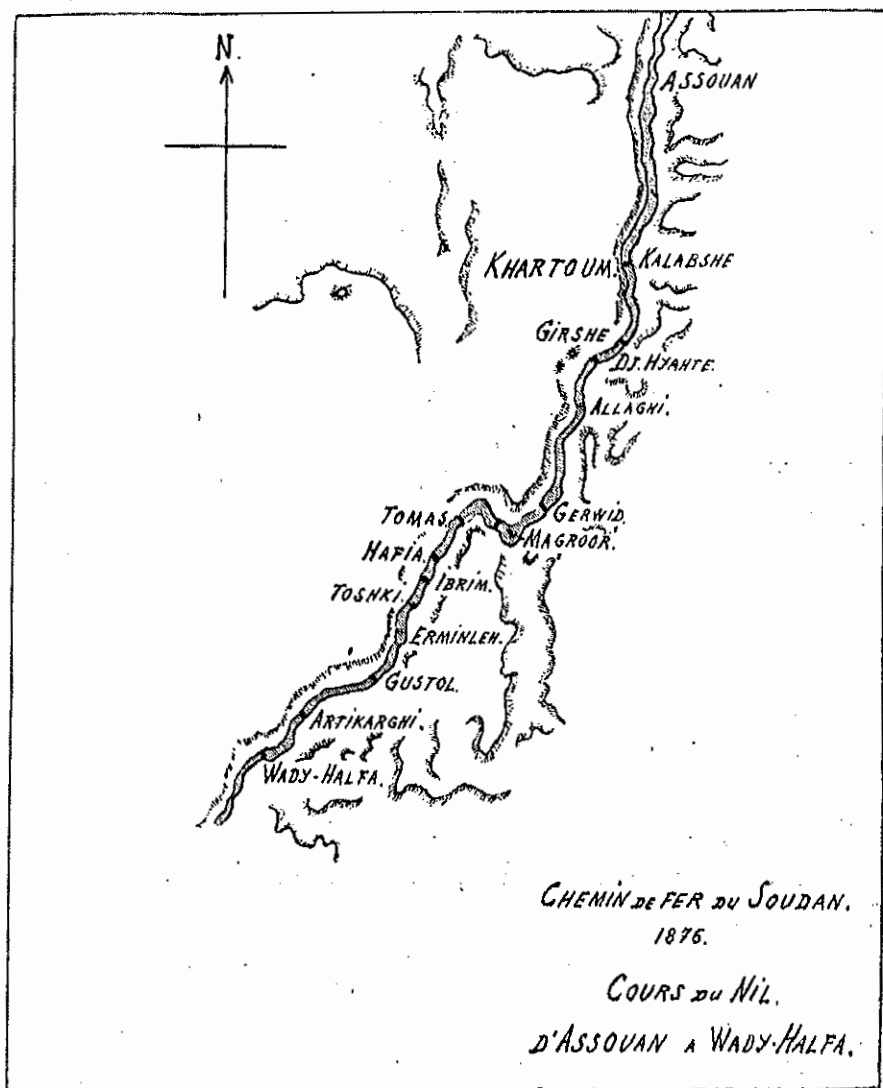 N.
ASSOUAN
KHARTOUM.
KALABSHE
GIRSHE
DJ. HYAHTE.
ALLAGHI.
GERWID.
MAGROOR.
TOMAS.
HAFIA.
IBRIM.
TOSHKI.
ERMINLEH.
GUSTOL.
ARTIKARGHI.
WADY-HALFA.
CHEMIN DE FER DU SOUDAN.
1876.
COURS DU NIL.
D'ASSOUAN A WADY-HALFA.